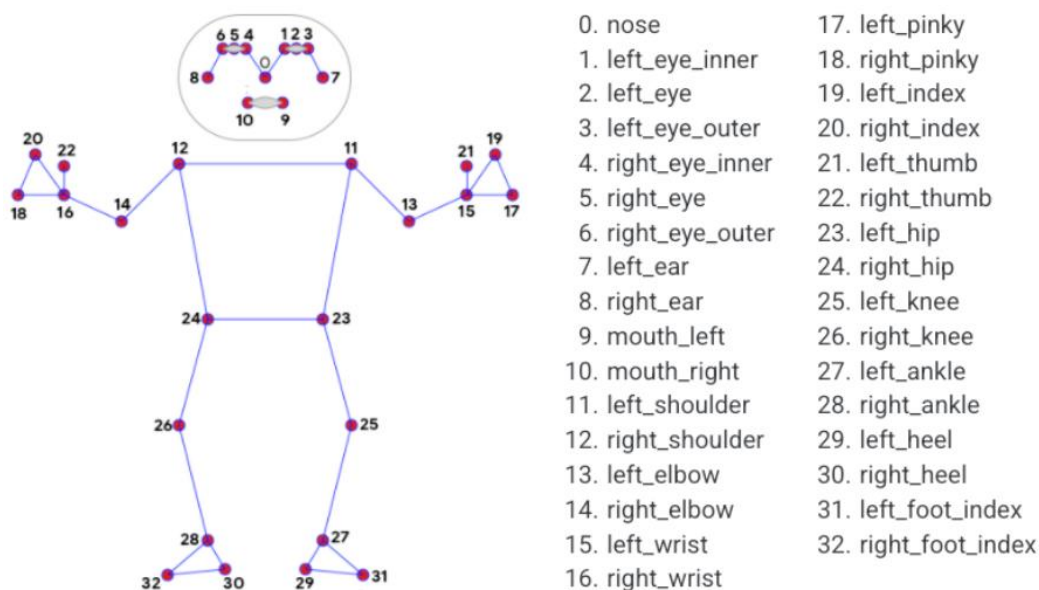 6 5 4 1 2 3
0
8 7
10 9
20 22 12 11 21 19
18 16 14 13 15 17
24 23
26 25
28 27
32 30 29 31
0. nose
1. left_eye_inner
2. left_eye
3. left_eye_outer
4. right_eye_inner
5. right_eye
6. right_eye_outer
7. left_ear
8. right_ear
9. mouth_left
10. mouth_right
11. left_shoulder
12. right_shoulder
13. left_elbow
14. right_elbow
15. left_wrist
16. right_wrist
17. left_pinky
18. right_pinky
19. left_index
20. right_index
21. left_thumb
22. right_thumb
23. left_hip
24. right_hip
25. left_knee
26. right_knee
27. left_ankle
28. right_ankle
29. left_heel
30. right_heel
31. left_foot_index
32. right_foot_index